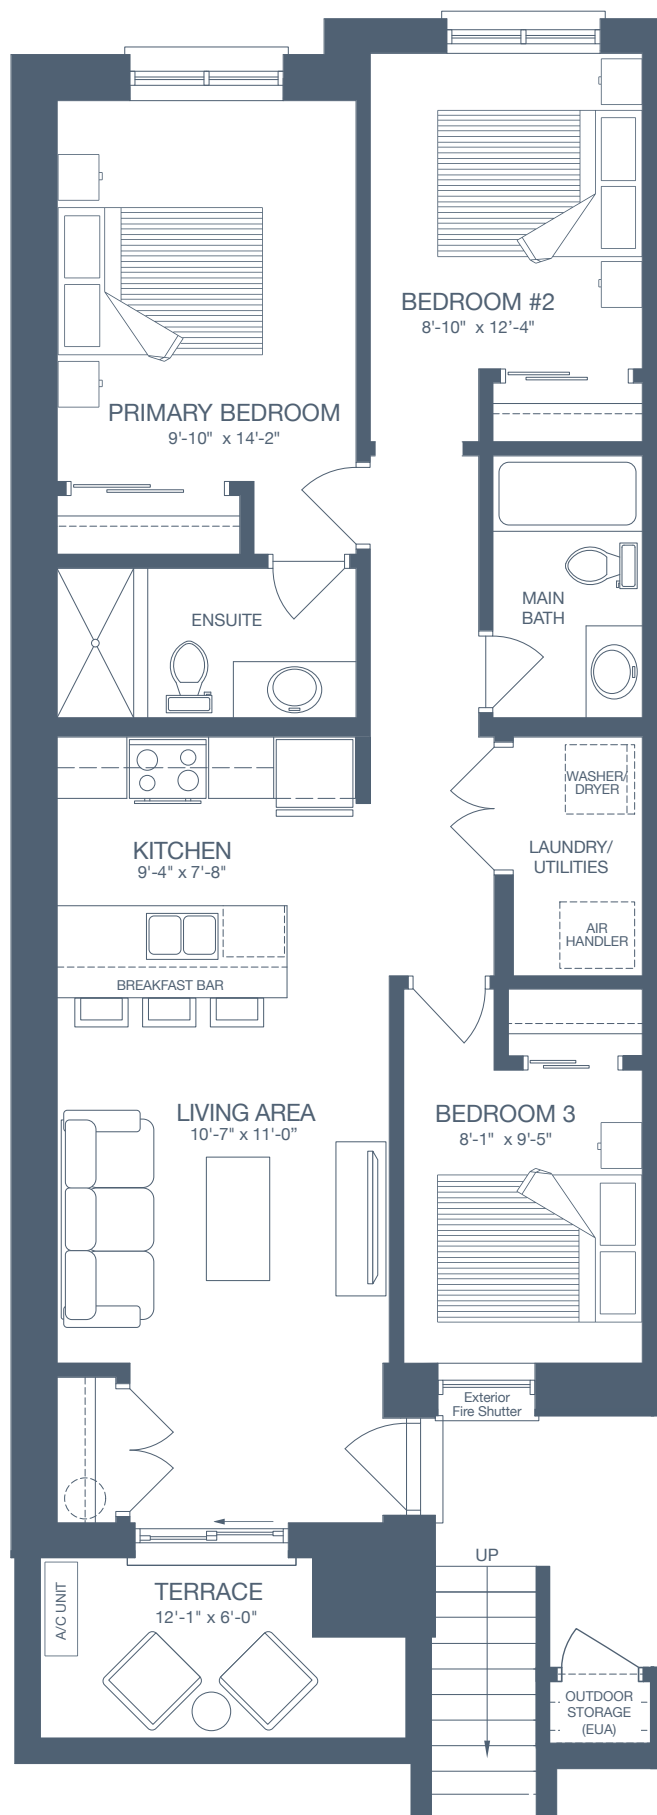 BEDROOM #2
8'-10" x 12’-4"
PRIMARY BEDROOM
9'-10" x 14'-2"
ENSUITE
MAIN
BATH
WASHER/
DRYER
KITCHEN
9'-4" x 7'-8"
LAUNDRY/
UTILITIES
AIR
HANDLER
BREAKFAST BAR
LIVING AREA
10'-7" x 11'-0”
BEDROOM 3
8'-1" x 9'-5"
Exterior
Fire Shutter
UP
TERRACE
12'-1" x 6'-0"
A/C UNIT
OUTDOOR
STORAGE
(EUA)